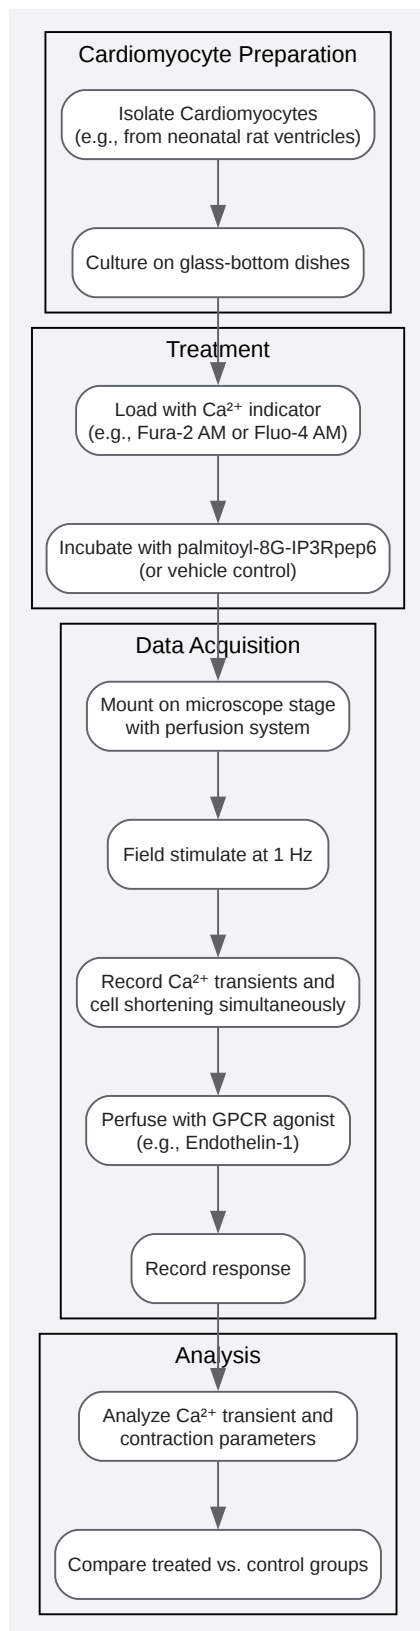 Cardiomyocyte Preparation
Isolate Cardiomyocytes
(e.g., from neonatal rat ventricles)
Culture on glass-bottom dishes
Treatment
Load with Ca²⁺ indicator
(e.g., Fura-2 AM or Fluo-4 AM)
Incubate with palmitoyl-8G-IP3Rpep6
(or vehicle control)
Data Acquisition
Mount on microscope stage
with perfusion system
Field stimulate at 1 Hz
Record Ca²⁺ transients and
cell shortening simultaneously
Perfuse with GPCR agonist
(e.g., Endothelin-1)
Record response
Analysis
Analyze Ca²⁺ transient and
contraction parameters
Compare treated vs. control groups